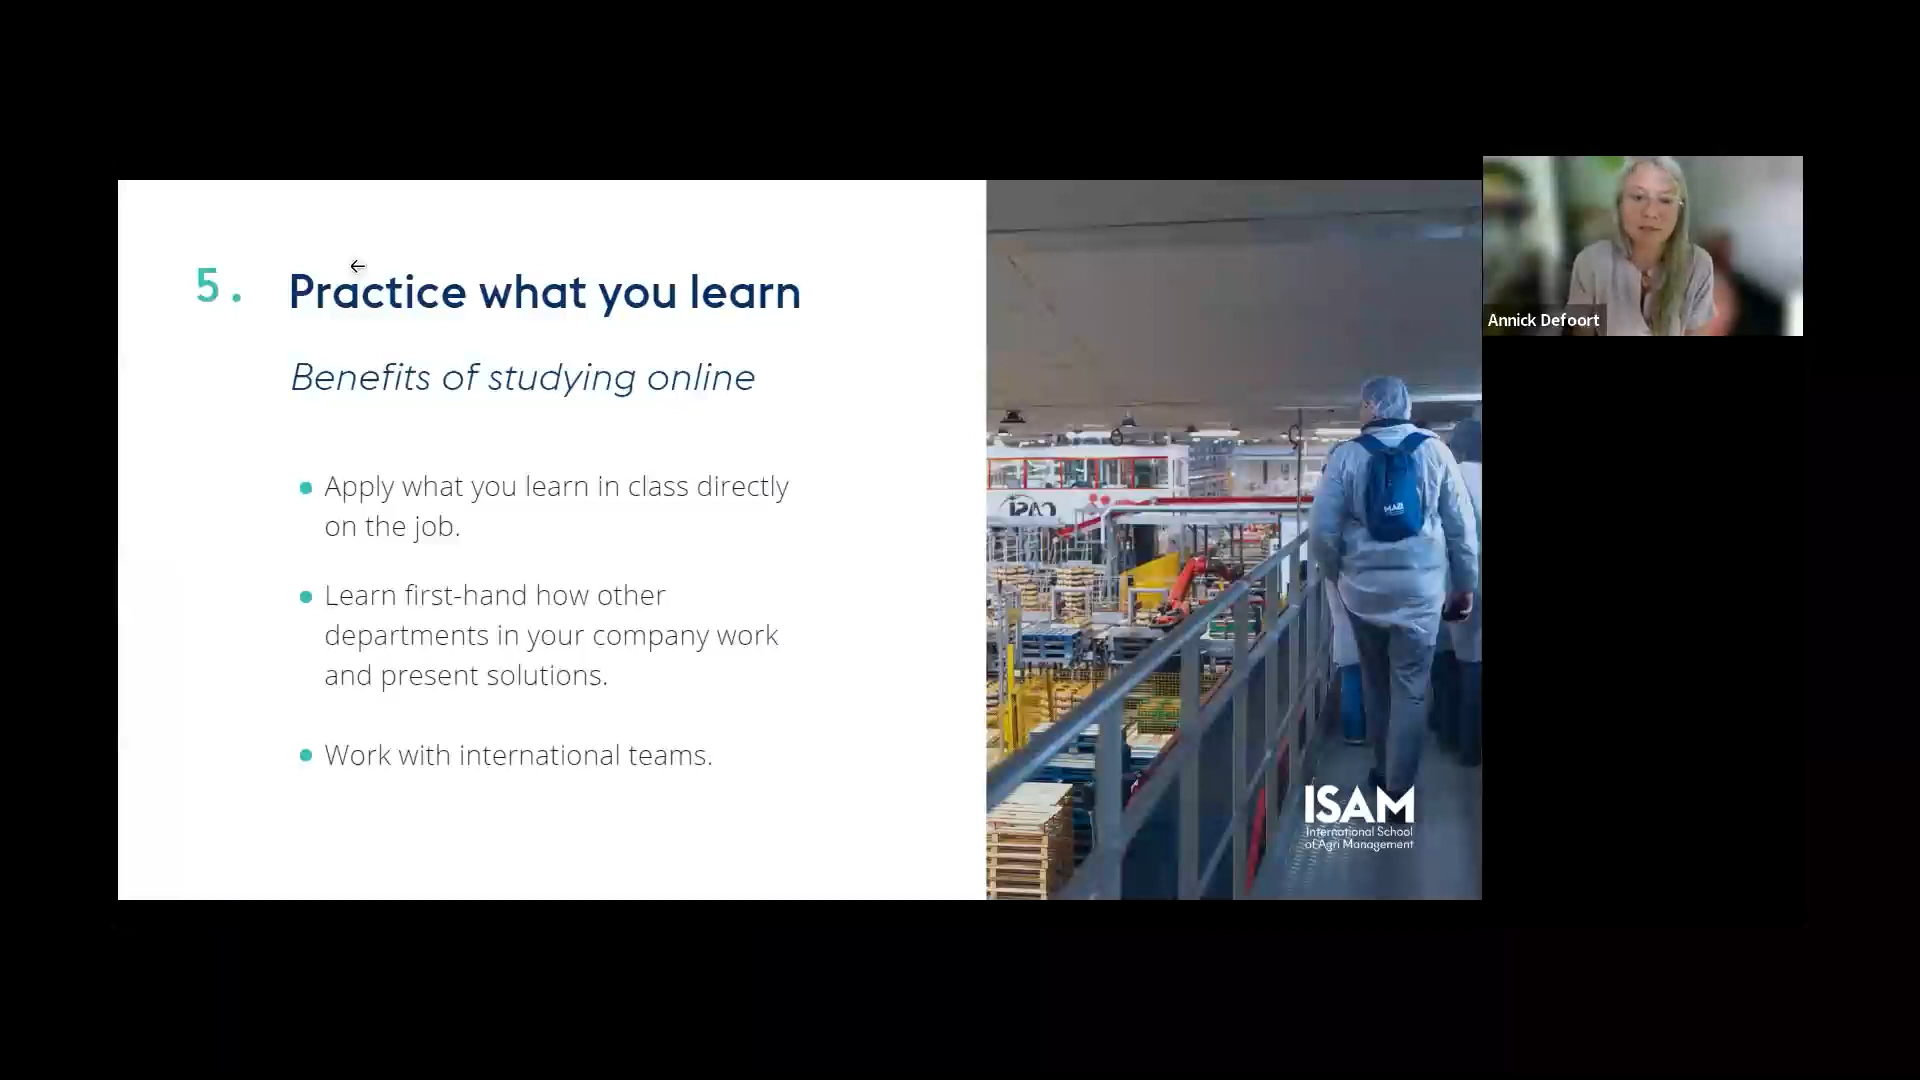 5. Practice what you learn
Benefits of studying online
Apply what you learn in class directly
on the job.
Learn first-hand how other
departments in your company work
and present solutions.
Work with international teams.
ISAM
International School
of Agri Management
Annick Defoort